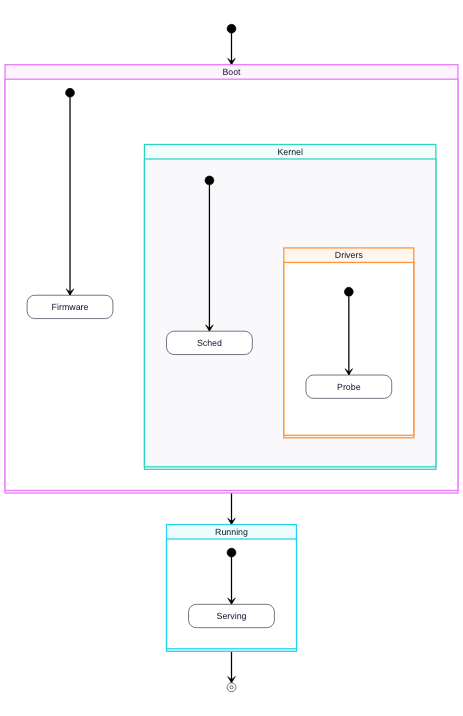 Boot
Kernel
Drivers
Firmware
Sched
Probe
Running
Serving